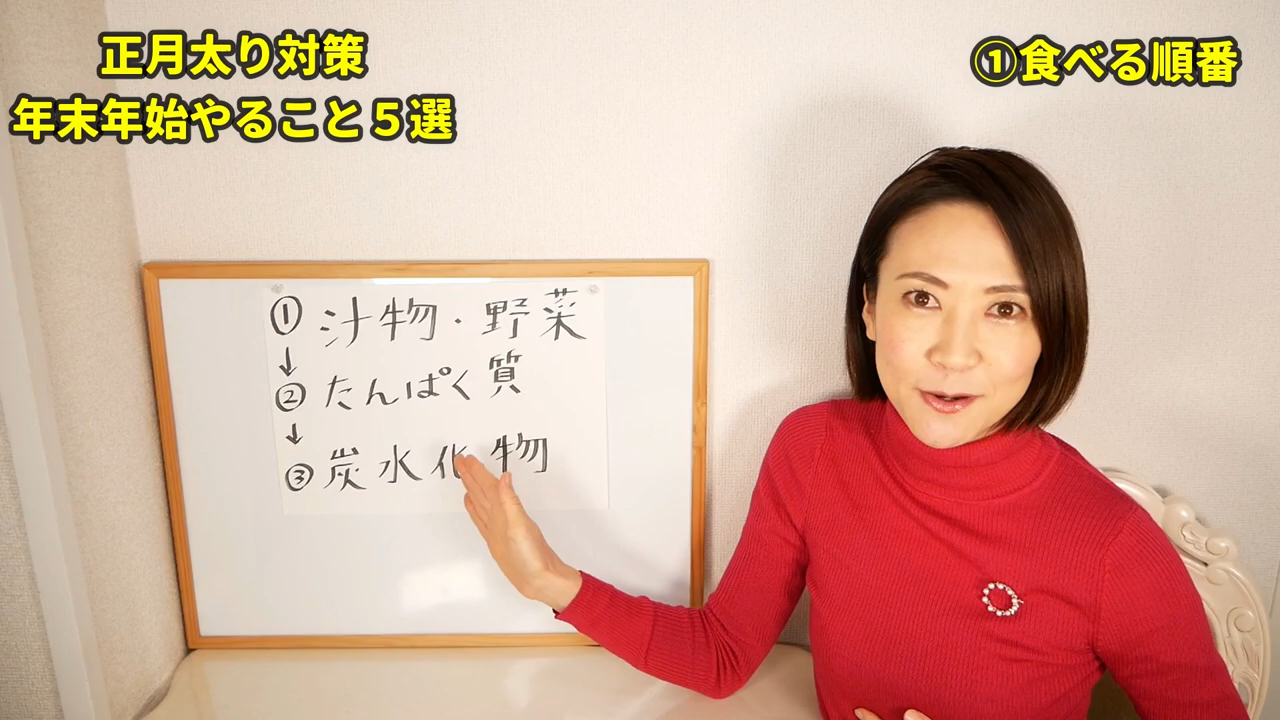 正月太り対策
年末年始やること５選
①食べる順番
①汁物・野菜
↓
②たんぱく質
↓
③炭水化物